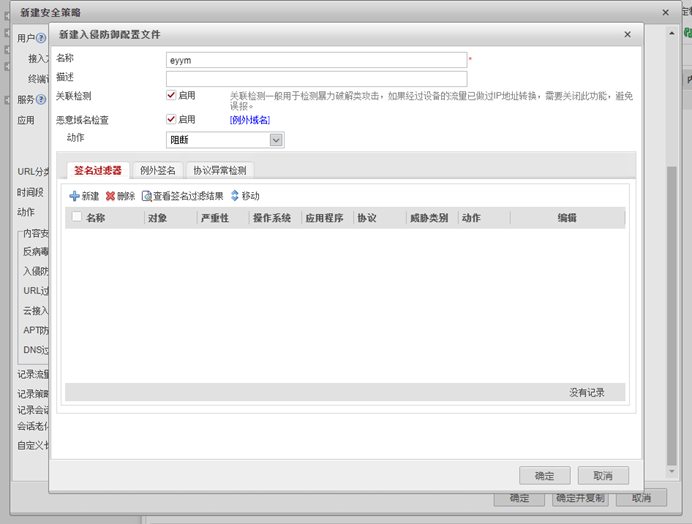 新建安全策略
新建入侵防御配置文件
用户
接入
终端
服务
应用
URL分类
时间段
动作
内容安
反病毒
入侵防
URL过
云接入
APT防
DNS过
记录流量
记录策略
记录会话
会话老化
自定义长
名称 eyym *
描述
关联检测 启用 关联检测一般用于检测暴力破解类攻击，如果经过设备的流量已做过IP地址转换，需要关闭此功能，避免
误报。
恶意域名检查 启用 [例外域名]
动作 阻断
签名过滤器 例外签名 协议异常检测
新建 删除 查看签名过滤结果 移动
名称 对象 严重性 操作系统 应用程序 协议 威胁类别 动作 编辑
没有记录
确定 取消
确定 确定并复制 取消